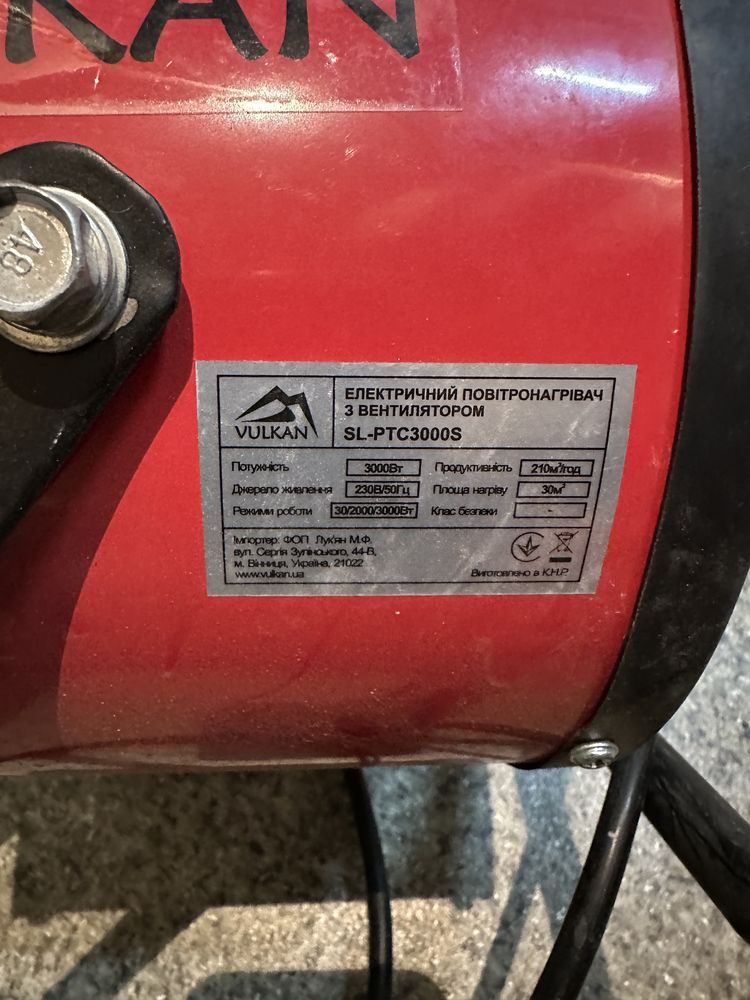 KAN
A8
VULKAN
ЕЛЕКТРИЧНИЙ ПОВІТРОНАГРІВАЧ
З ВЕНТИЛЯТОРОМ
SL-PTC3000S
Потужність 3000Вт Продуктивність 210м³/год
Джерело живлення 230В/50Гц Площа нагріву 30м²
Режими роботи 30/2000/3000Вт Клас безпеки -
Імпортер: ФОП Лук'ян М.Ф.
вул. Сергія Зулінського, 44-В,
м. Вінниця, Україна, 21022
www.vulkan.ua
Виготовлено в К.Н.Р